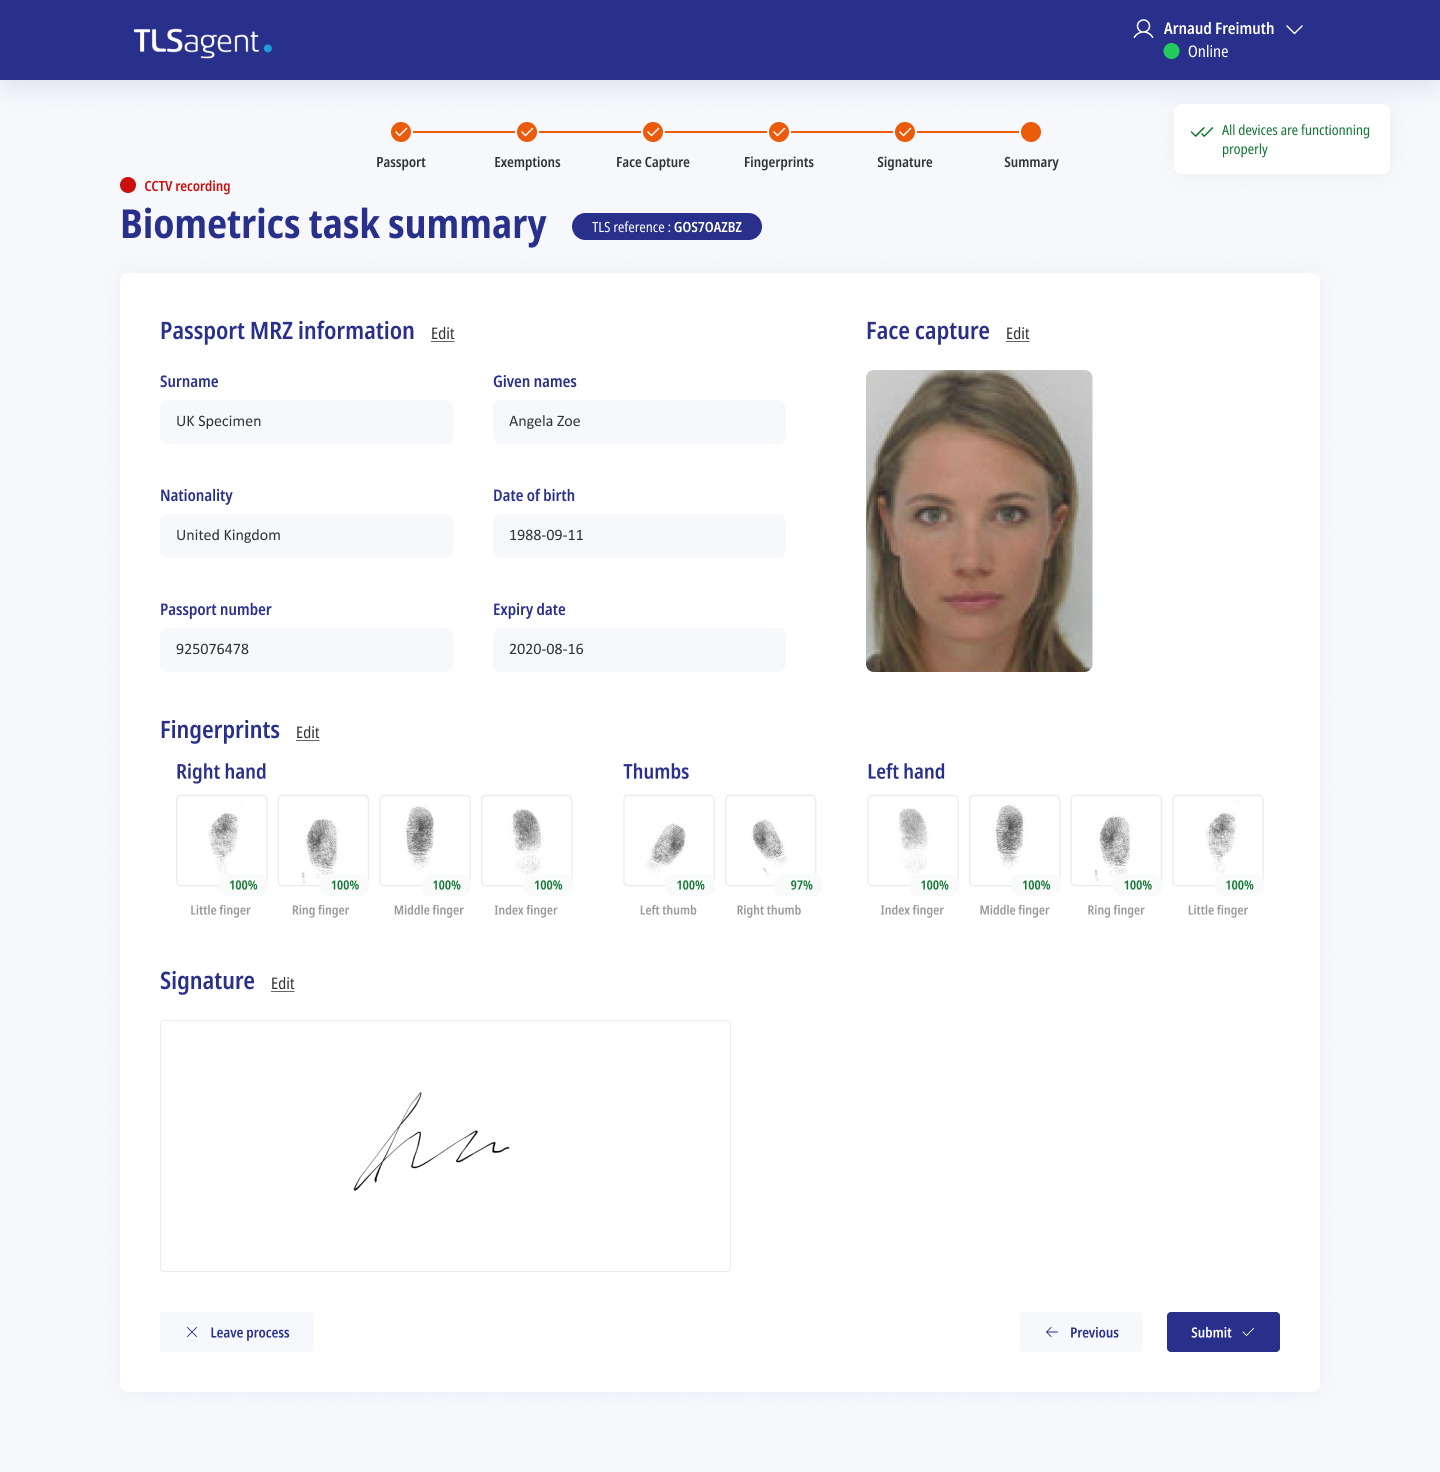 TLSagent.
Arnaud Freimuth
Online
Passport
Exemptions
Face Capture
Fingerprints
Signature
Summary
All devices are functionning
properly
CCTV recording
Biometrics task summary
TLS reference : GOS7OAZBZ
Passport MRZ information Edit
Face capture Edit
Surname
Given names
UK Specimen
Angela Zoe
Nationality
Date of birth
United Kingdom
1988-09-11
Passport number
Expiry date
925076478
2020-08-16
Fingerprints Edit
Right hand
Thumbs
Left hand
100% 100% 100% 100% 100% 97% 100% 100% 100% 100%
Little finger Ring finger Middle finger Index finger Left thumb Right thumb Index finger Middle finger Ring finger Little finger
Signature Edit
Leave process
Previous
Submit